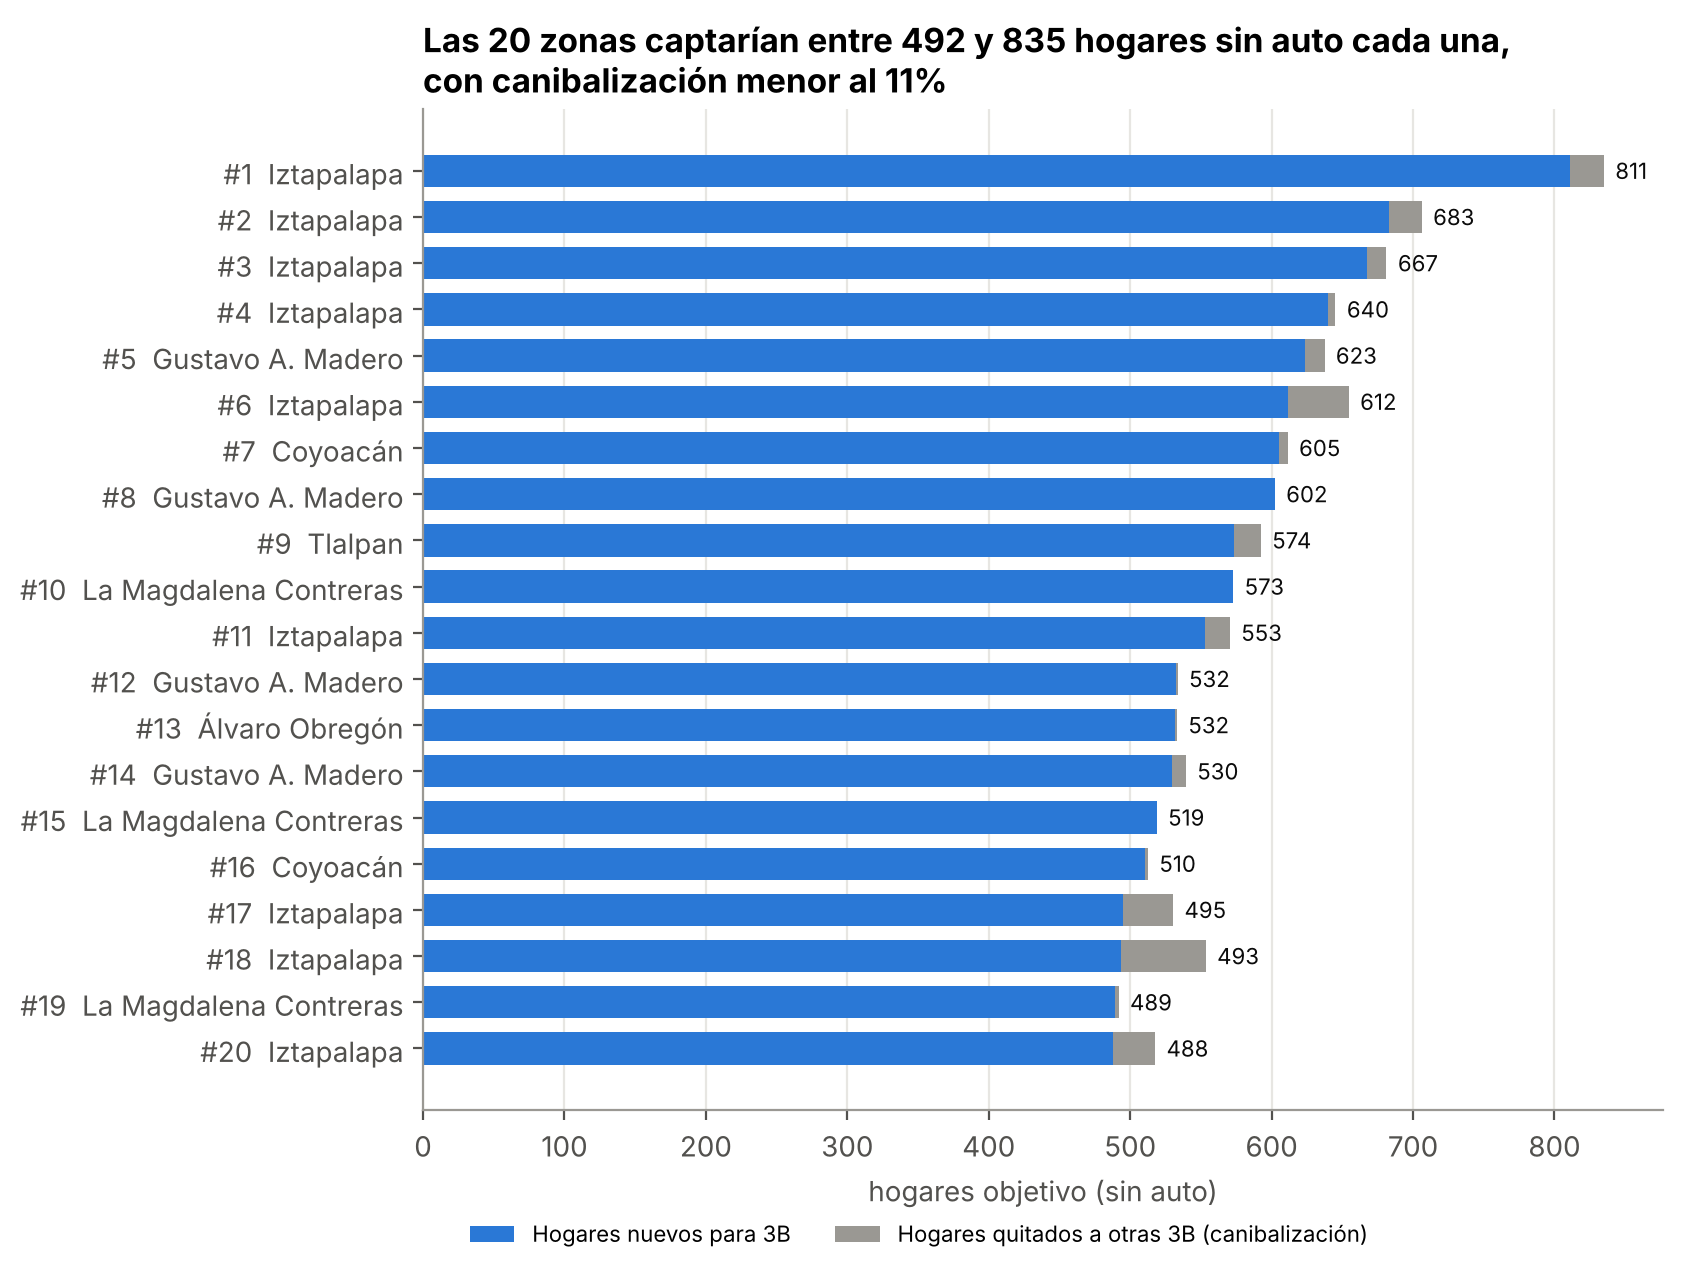 Las 20 zonas captarían entre 492 y 835 hogares sin auto cada una,
con canibalización menor al 11%
#1 Iztapalapa 811
#2 Iztapalapa 683
#3 Iztapalapa 667
#4 Iztapalapa 640
#5 Gustavo A. Madero 623
#6 Iztapalapa 612
#7 Coyoacán 605
#8 Gustavo A. Madero 602
#9 Tlalpan 574
#10 La Magdalena Contreras 573
#11 Iztapalapa 553
#12 Gustavo A. Madero 532
#13 Álvaro Obregón 532
#14 Gustavo A. Madero 530
#15 La Magdalena Contreras 519
#16 Coyoacán 510
#17 Iztapalapa 495
#18 Iztapalapa 493
#19 La Magdalena Contreras 489
#20 Iztapalapa 488
0 100 200 300 400 500 600 700 800
hogares objetivo (sin auto)
Hogares nuevos para 3B Hogares quitados a otras 3B (canibalización)